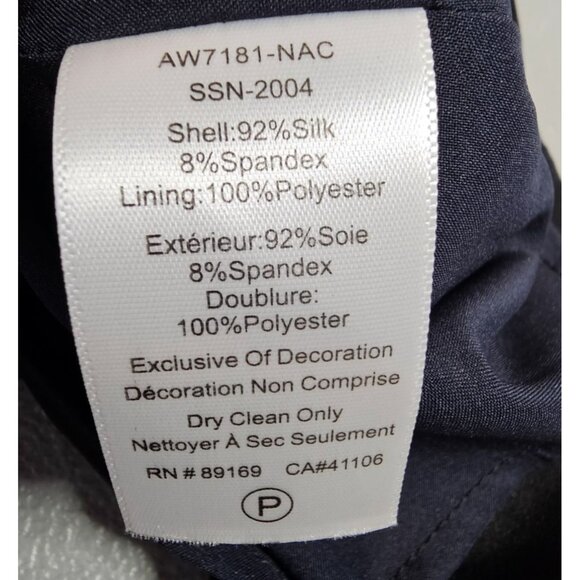 AW7181-NAC
SSN-2004
Shell:92%Silk
8%Spandex
Lining:100%Polyester
Extérieur:92%Soie
8%Spandex
Doublure:
100%Polyester
Exclusive Of Decoration
Décoration Non Comprise
Dry Clean Only
Nettoyer À Sec Seulement
RN # 89169 CA#41106
P